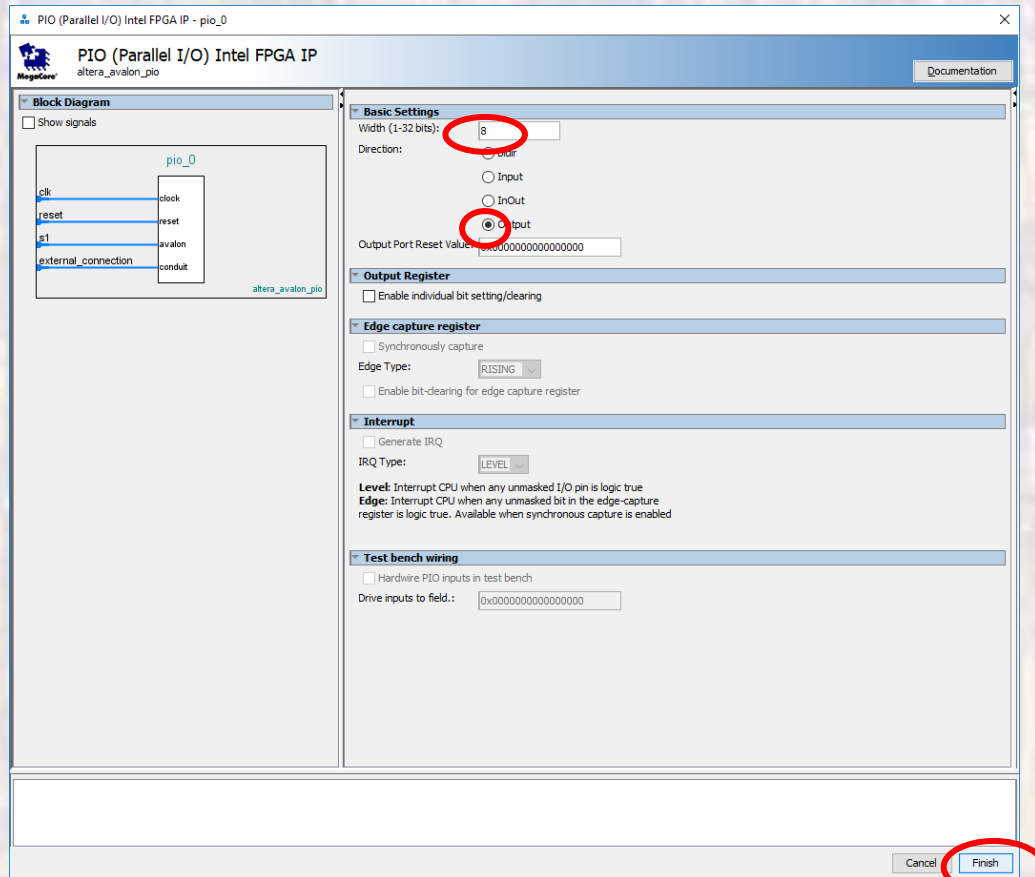 PIO (Parallel I/O) Intel FPGA IP - pio_0
PIO (Parallel I/O) Intel FPGA IP
altera_avalon_pio
MegaCore'
Documentation
Block Diagram
Show signals
pio_0
clk
clock
reset
reset
s1
avalon
external_connection
conduit
altera_avalon_pio
Basic Settings
Width (1-32 bits): 8
Direction: Bidir
Input
InOut
Output
Output Port Reset Value: 0x0000000000000000
Output Register
Enable individual bit setting/clearing
Edge capture register
Synchronously capture
Edge Type: RISING
Enable bit-clearing for edge capture register
Interrupt
Generate IRQ
IRQ Type: LEVEL
Level: Interrupt CPU when any unmasked I/O pin is logic true
Edge: Interrupt CPU when any unmasked bit in the edge-capture
register is logic true. Available when synchronous capture is enabled
Test bench wiring
Hardwire PIO inputs in test bench
Drive inputs to field.: 0x0000000000000000
Cancel Finish